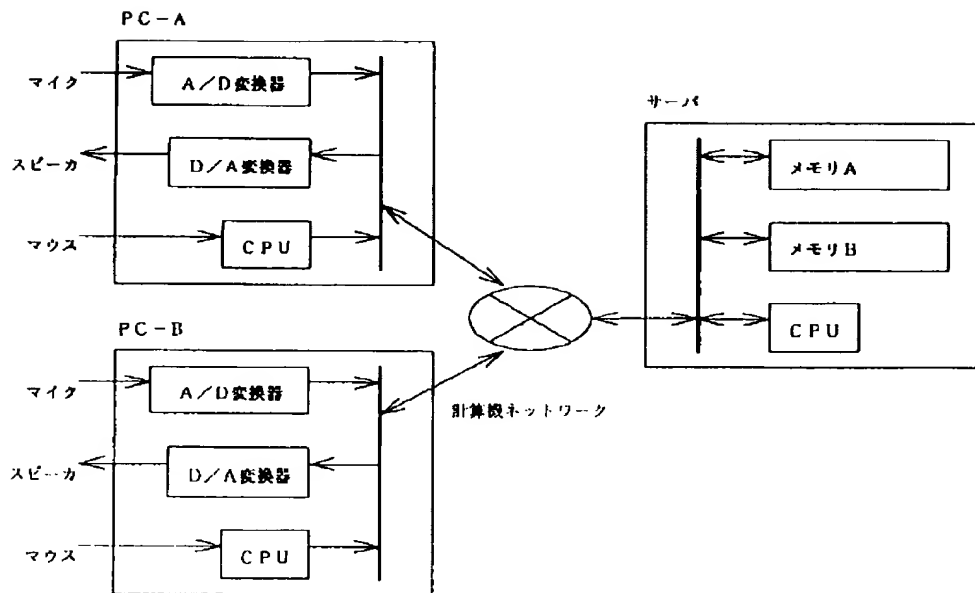 PC-A
マイク
A/D変換器
スピーカ
D/A変換器
マウス
CPU
サーバ
メモリA
メモリB
CPU
PC-B
マイク
A/D変換器
計算機ネットワーク
スピーカ
D/A変換器
マウス
CPU